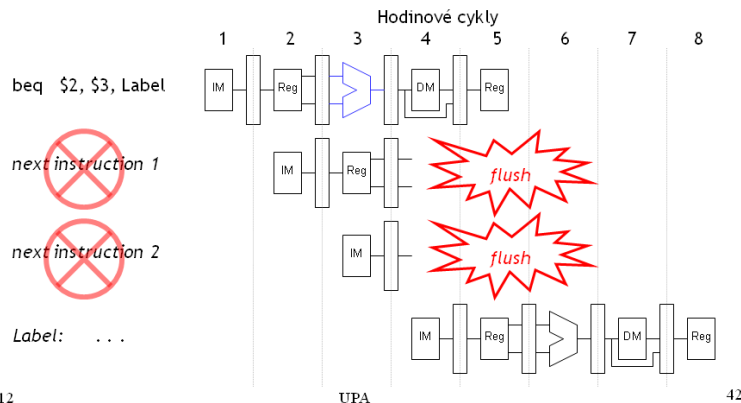 Hodinové cykly
1 2 3 4 5 6 7 8
beq $2, $3, Label
IM Reg DM Reg
next instruction 1
IM Reg flush
next instruction 2
IM flush
Label: . . .
IM Reg DM Reg
12 UPA 42